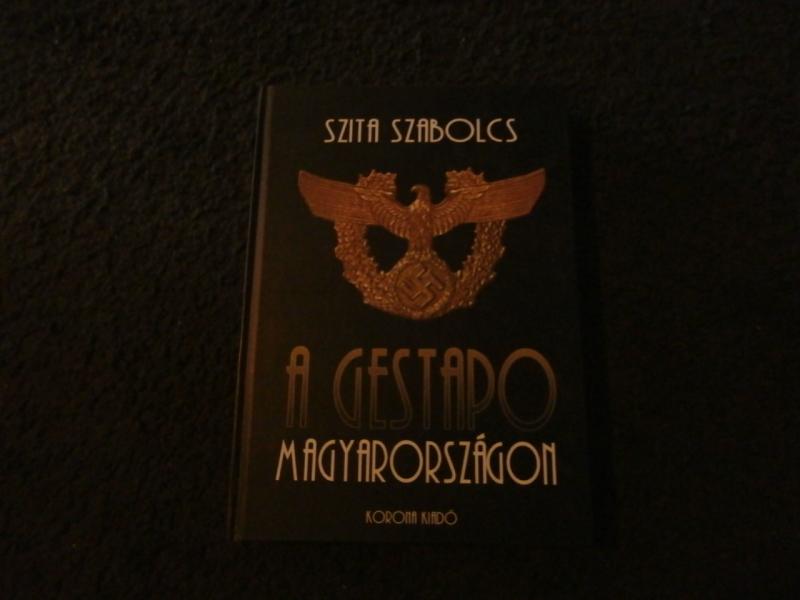 SZITA SZABOLCS
A GESTAPO
MAGYARORSZÁGON
KORONA KIADÓ